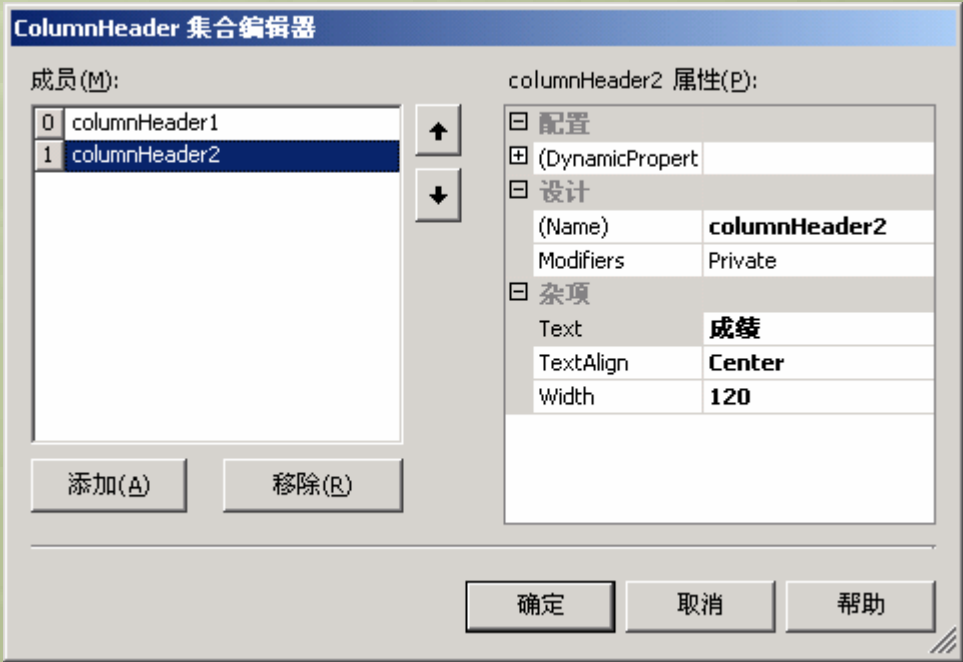 ColumnHeader 集合编辑器
成员(M):
0 columnHeader1
1 columnHeader2
添加(A) 移除(R)
columnHeader2 属性(P):
配置
(DynamicPropert
设计
(Name) columnHeader2
Modifiers Private
杂项
Text 成绩
TextAlign Center
Width 120
确定 取消 帮助